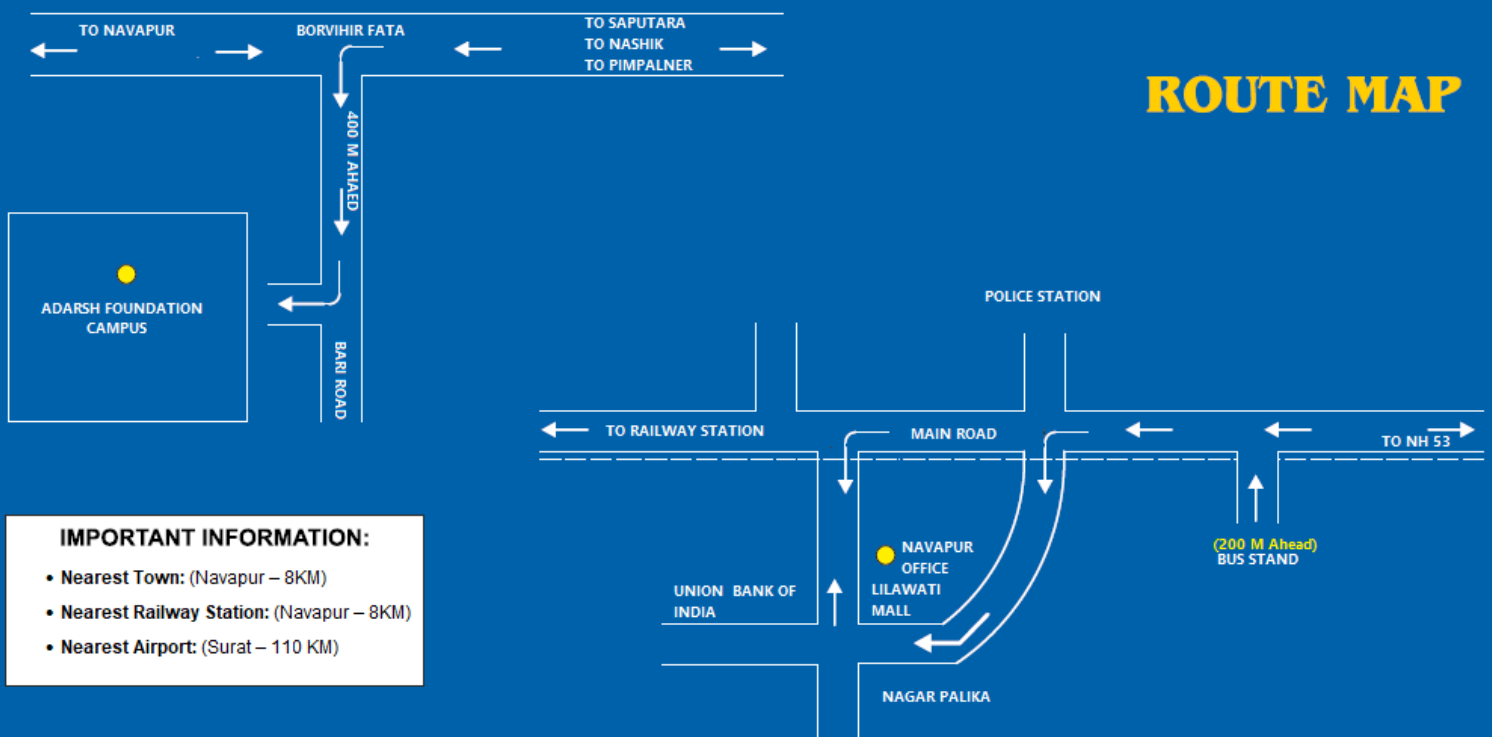 TO NAVAPUR
BORVIHIR FATA
TO SAPUTARA
TO NASHIK
TO PIMPALNER
ROUTE MAP
400 M AHAED
ADARSH FOUNDATION
CAMPUS
BARI ROAD
POLICE STATION
TO RAILWAY STATION
MAIN ROAD
TO NH 53
(200 M Ahead)
BUS STAND
NAVAPUR
OFFICE
LILAWATI
MALL
UNION BANK OF
INDIA
NAGAR PALIKA
IMPORTANT INFORMATION:
• Nearest Town: (Navapur – 8KM)
• Nearest Railway Station: (Navapur – 8KM)
• Nearest Airport: (Surat – 110 KM)